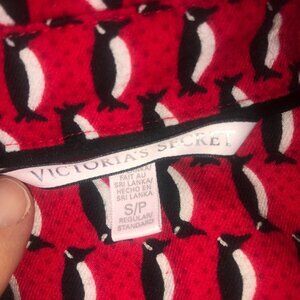 VICTORIA'S SECRET
FAIT AU
SRI LANKA/
HECHO EN
SRI LANKA
S/P
REGULAR/
STANDARD